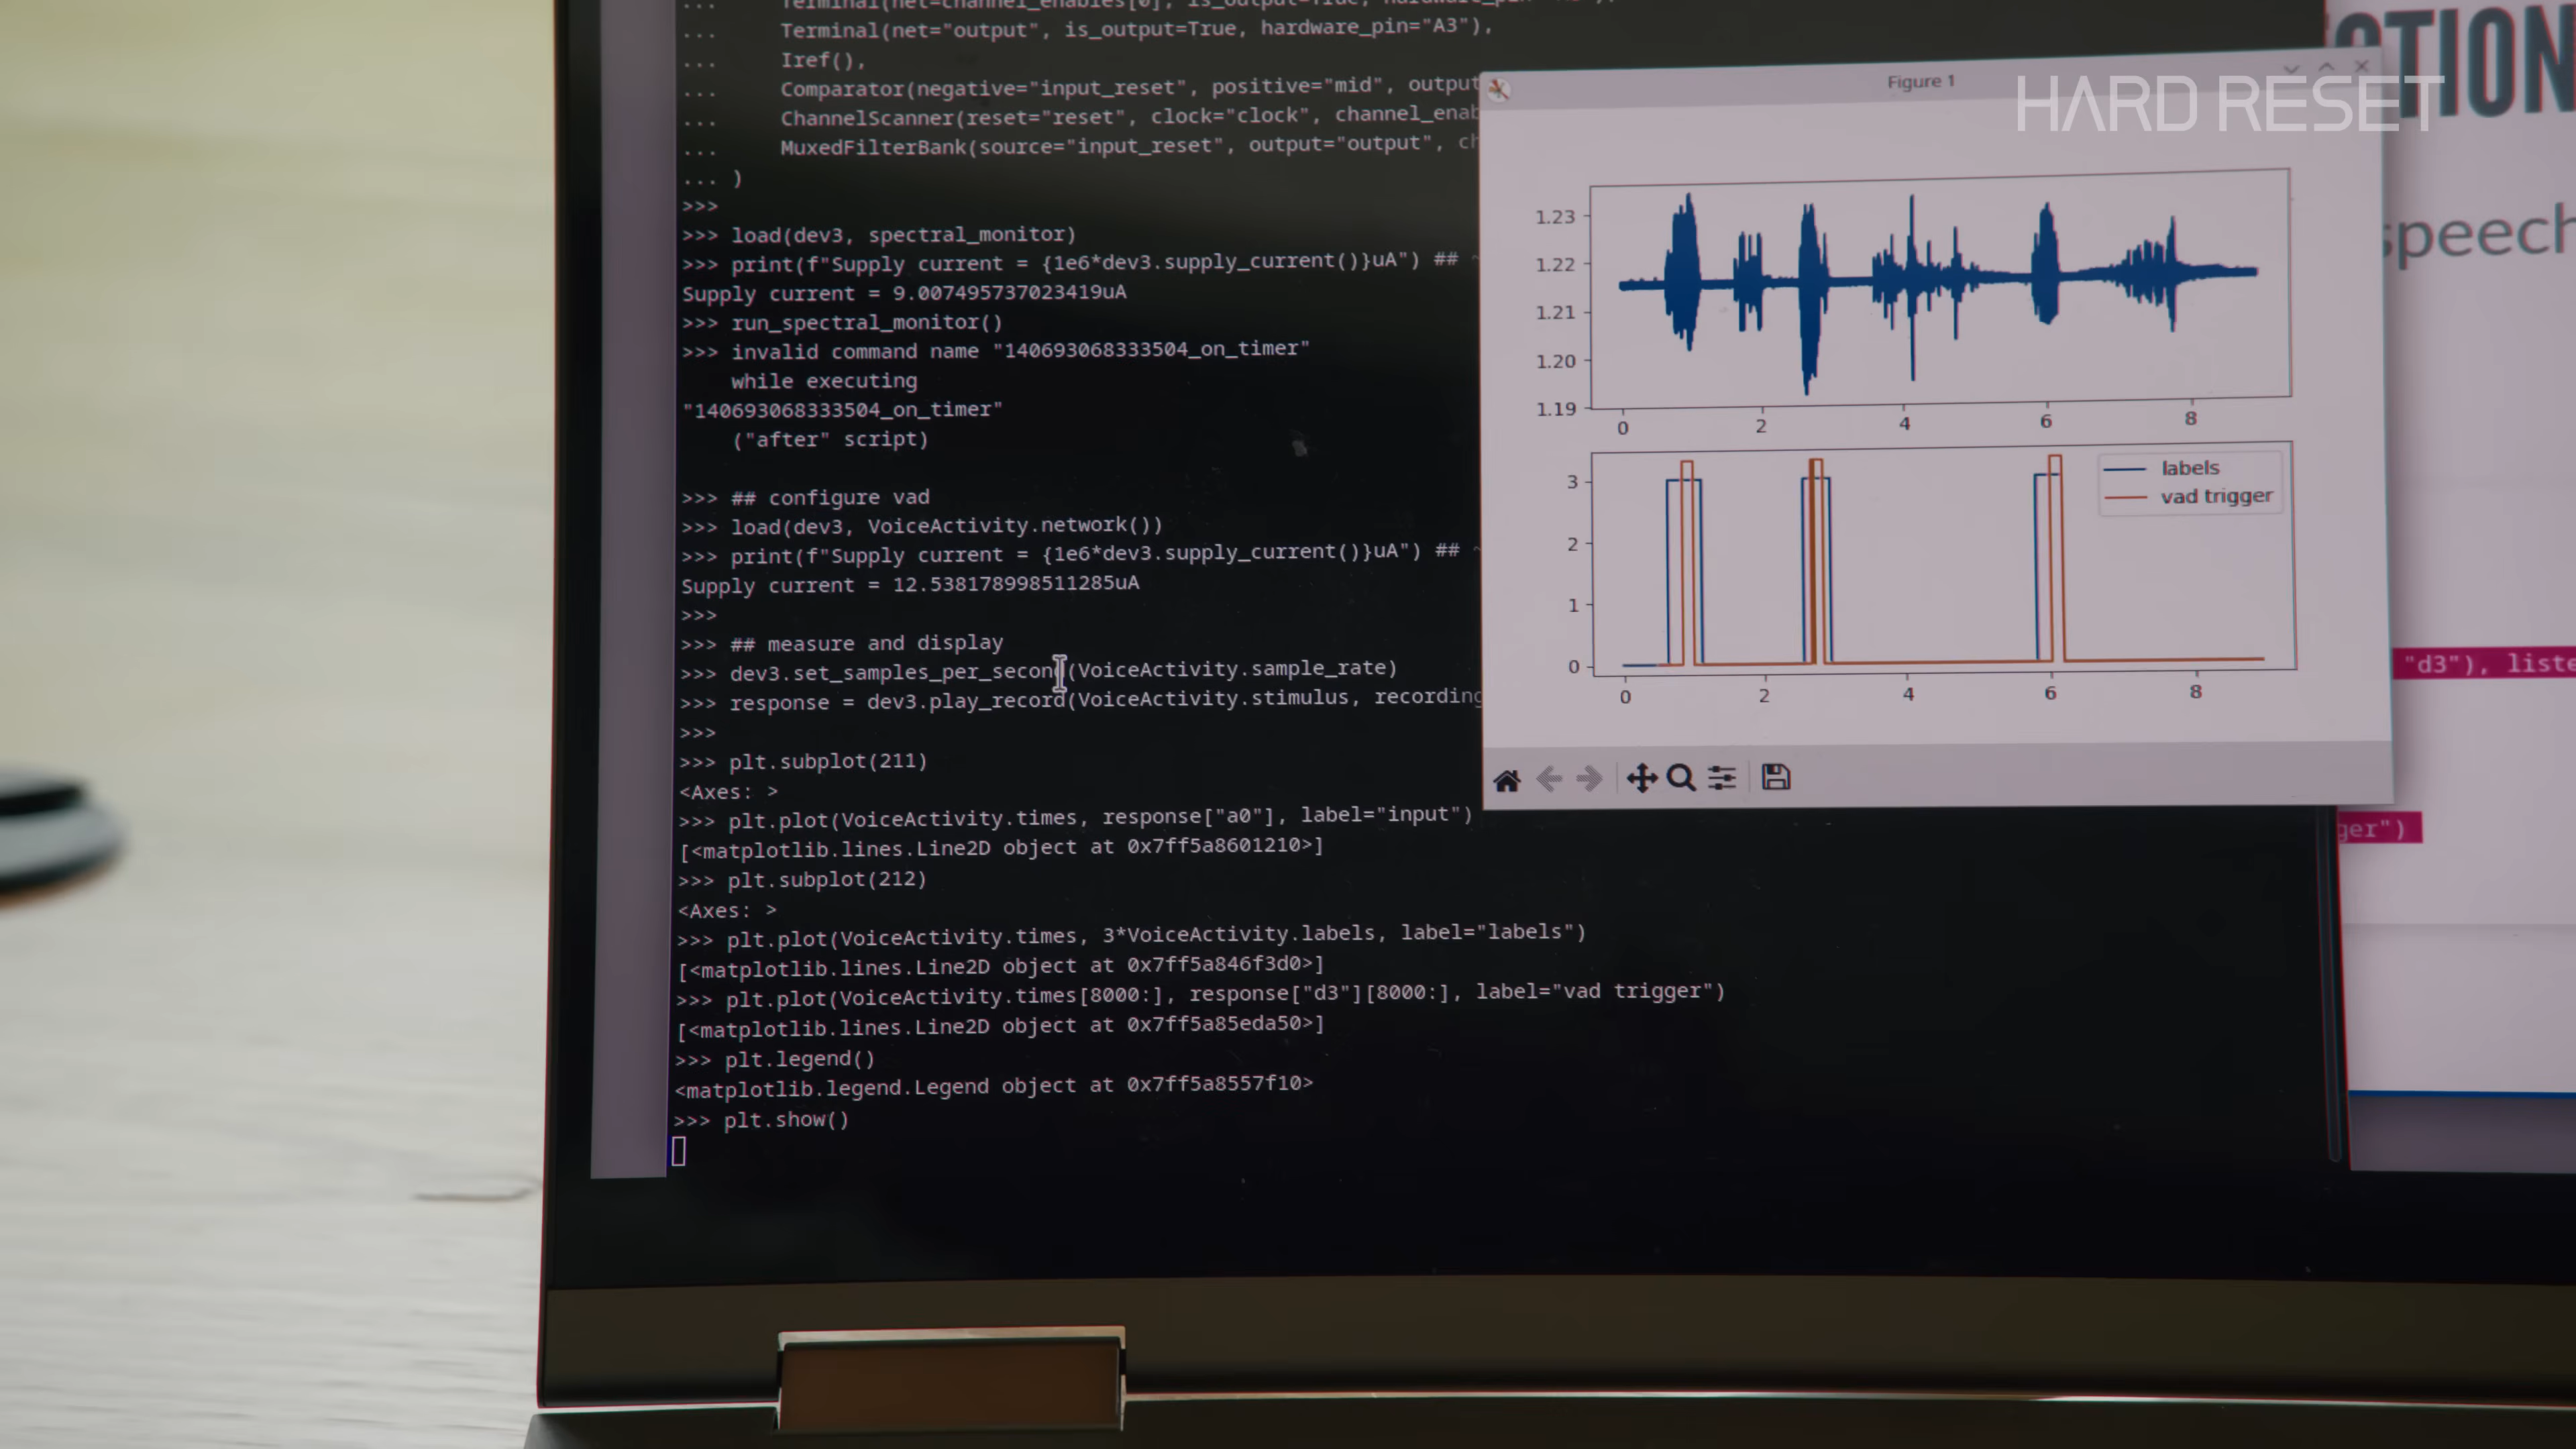 ... Terminal(net=channel_enables[0], is_output=True, hardware_pin=
... Terminal(net="output", is_output=True, hardware_pin="A3"),
... Iref(),
... Comparator(negative="input_reset", positive="mid", output
... ChannelScanner(reset="reset", clock="clock", channel_enab
... MuxedFilterBank(source="input_reset", output="output", ch
... )
>>>
>>> load(dev3, spectral_monitor)
>>> print(f"Supply current = {1e6*dev3.supply_current()}uA") ## ~
Supply current = 9.007495737023419uA
>>> run_spectral_monitor()
>>> invalid command name "140693068333504_on_timer"
while executing
"140693068333504_on_timer"
("after" script)
>>> ## configure vad
>>> load(dev3, VoiceActivity.network())
>>> print(f"Supply current = {1e6*dev3.supply_current()}uA") ## ~
Supply current = 12.538178998511285uA
>>>
>>> ## measure and display
>>> dev3.set_samples_per_second(VoiceActivity.sample_rate)
>>> response = dev3.play_record(VoiceActivity.stimulus, recording
>>>
>>> plt.subplot(211)
<Axes: >
>>> plt.plot(VoiceActivity.times, response["a0"], label="input")
[<matplotlib.lines.Line2D object at 0x7ff5a8601210>]
>>> plt.subplot(212)
<Axes: >
>>> plt.plot(VoiceActivity.times, 3*VoiceActivity.labels, label="labels")
[<matplotlib.lines.Line2D object at 0x7ff5a846f3d0>]
>>> plt.plot(VoiceActivity.times[8000:], response["d3"][8000:], label="vad trigger")
[<matplotlib.lines.Line2D object at 0x7ff5a85eda50>]
>>> plt.legend()
<matplotlib.legend.Legend object at 0x7ff5a8557f10>
>>> plt.show()
Figure 1
HARD RESET
1.23
1.22
1.21
1.20
1.19
0 2 4 6 8
labels
vad trigger
3
2
1
0
0 2 4 6 8
CTION
speech
"d3"), liste
ger")